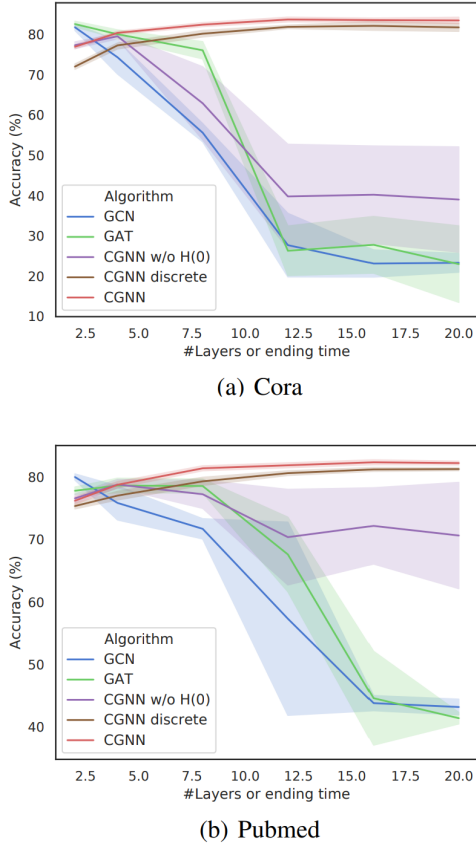 80
70
60
50
40
30
20
10
Accuracy (%)
Algorithm
GCN
GAT
CGNN w/o H(0)
CGNN discrete
CGNN
2.5 5.0 7.5 10.0 12.5 15.0 17.5 20.0
#Layers or ending time
(a) Cora
80
70
60
50
40
Accuracy (%)
Algorithm
GCN
GAT
CGNN w/o H(0)
CGNN discrete
CGNN
2.5 5.0 7.5 10.0 12.5 15.0 17.5 20.0
#Layers or ending time
(b) Pubmed